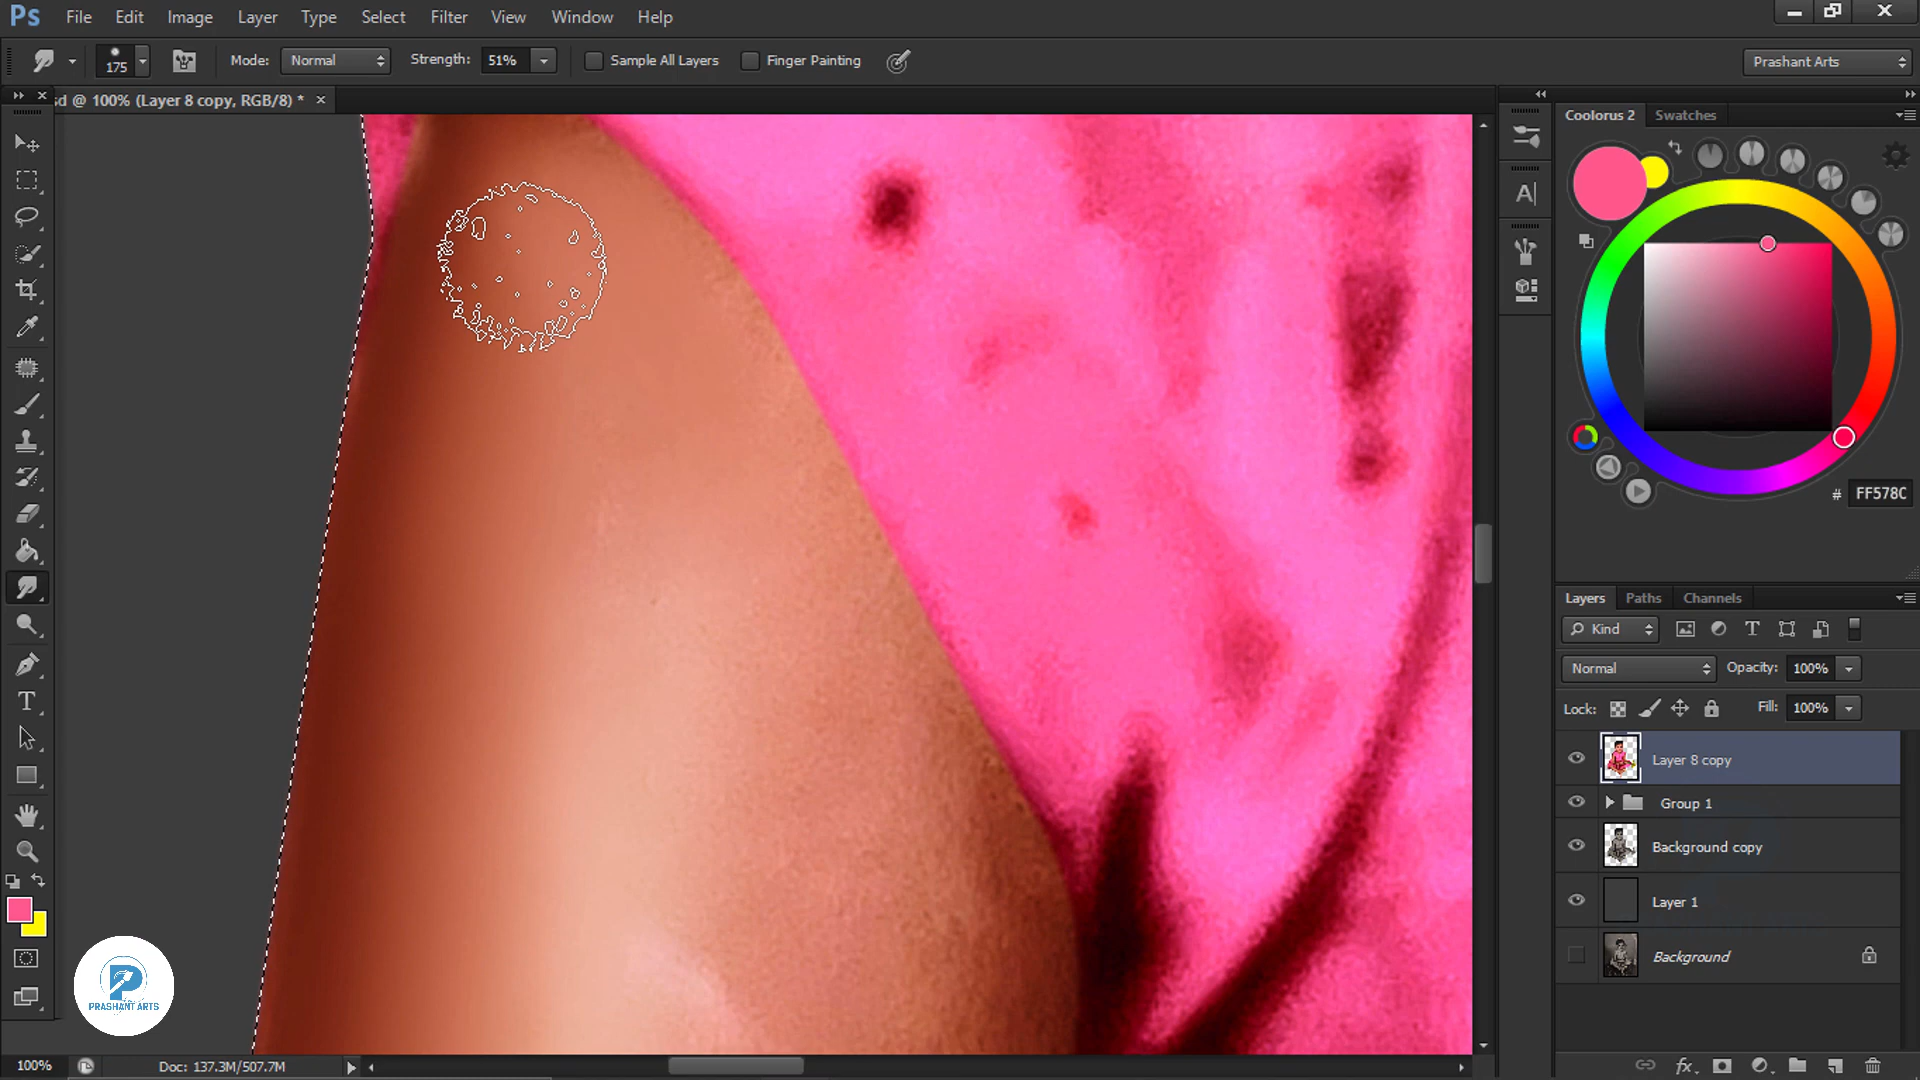 Ps File Edit Image Layer Type Select Filter View Window Help
175 Mode: Normal Strength: 51% Sample All Layers Finger Painting Prashant Arts
sd @ 100% (Layer 8 copy, RGB/8) * ×
Coolorus 2 Swatches
# FF578C
Layers Paths Channels
Kind
Normal Opacity: 100%
Lock: Fill: 100%
Layer 8 copy
Group 1
Background copy
Layer 1
Background
P
PRASHANT ARTS
100% Doc: 137.3M/507.7M